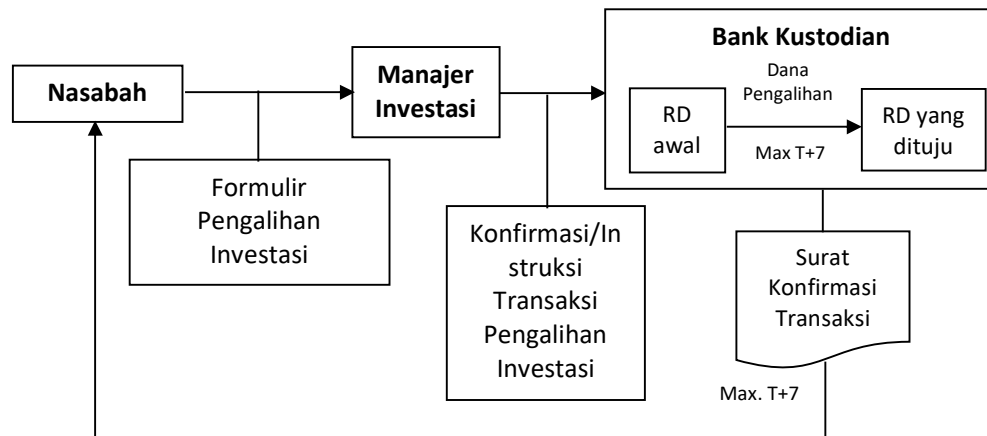 Nasabah
Manajer
Investasi
Bank Kustodian
Dana
Pengalihan
RD
awal
Max T+7
RD yang
dituju
Formulir
Pengalihan
Investasi
Konfirmasi/In
struksi
Transaksi
Pengalihan
Investasi
Surat
Konfirmasi
Transaksi
Max. T+7